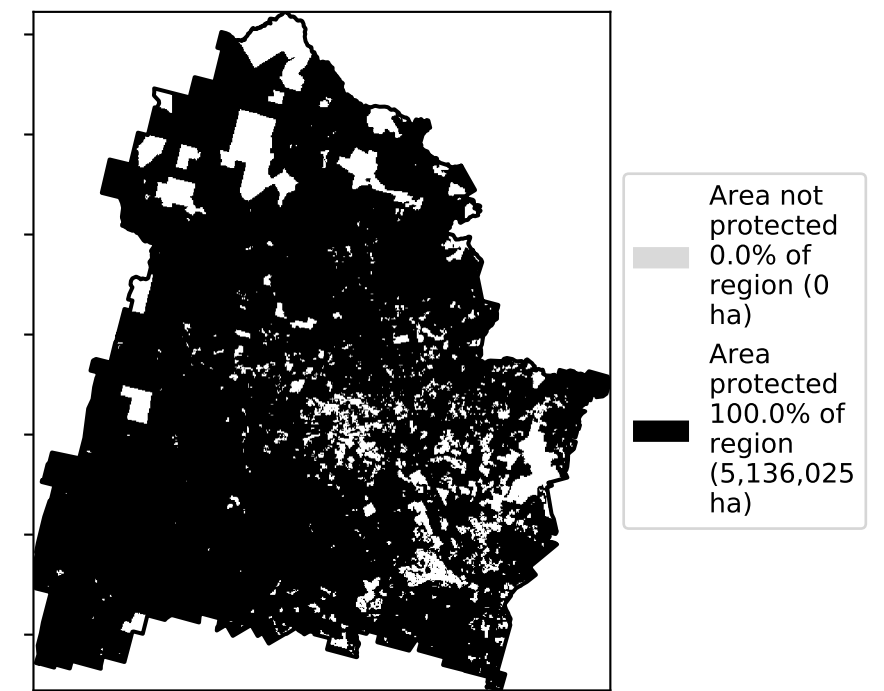 Area not
protected
0.0% of
region (0
ha)
Area
protected
100.0% of
region
(5,136,025
ha)